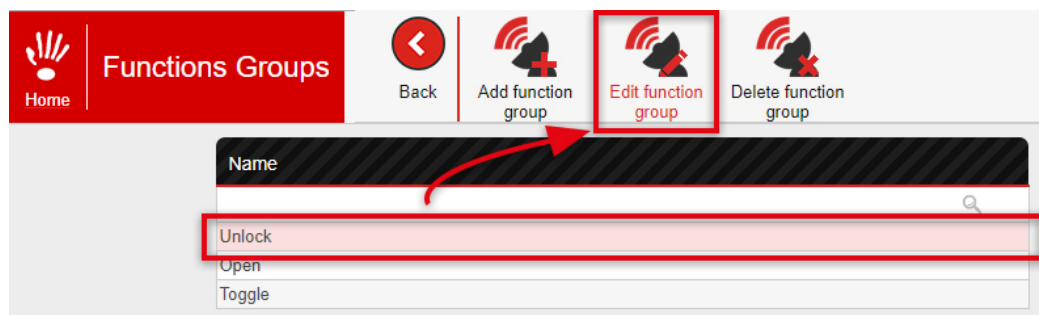 Home
Functions Groups
Back
Add function
group
Edit function
group
Delete function
group
Name
Unlock
Open
Toggle